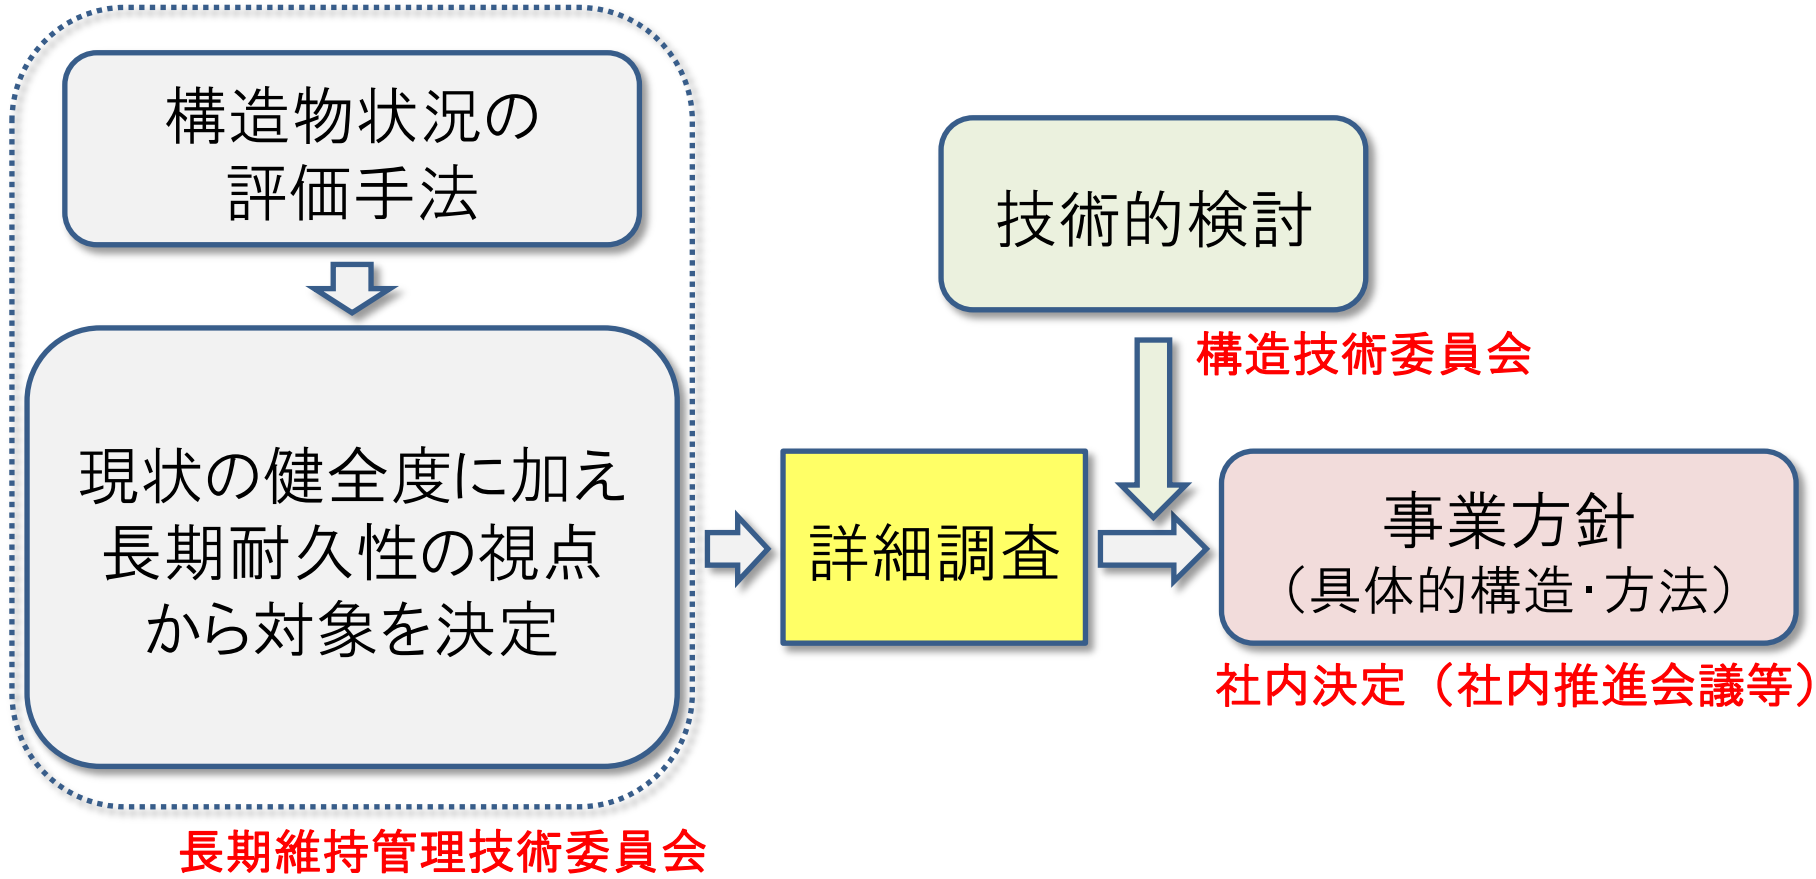 構造物状況の
評価手法
現状の健全度に加え
長期耐久性の視点
から対象を決定
長期維持管理技術委員会
技術的検討
構造技術委員会
詳細調査
事業方針
（具体的構造･方法）
社内決定（社内推進会議等）